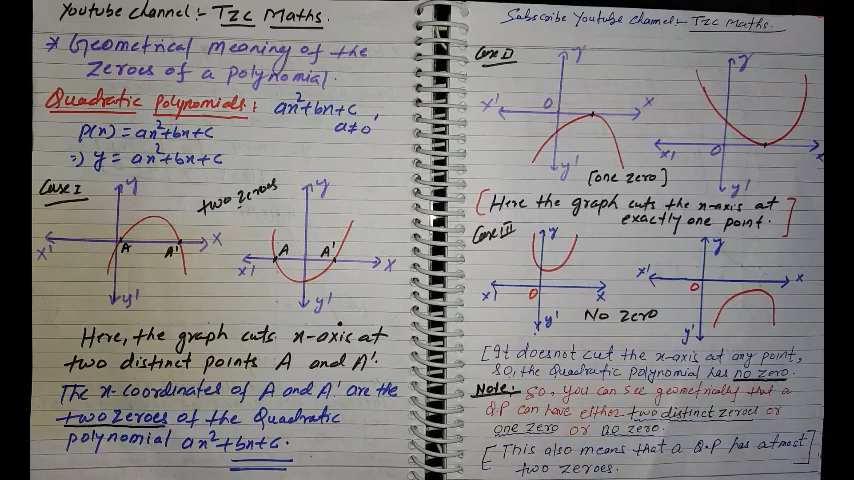 Youtube channel:- TZC Maths.
* Geometrical meaning of the
zeroes of a polynomial.
Quadratic polynomials: ax²+bx+c,
a≠0
p(x) = ax²+bx+c
=> y = ax²+bx+c
Case I
two zeroes
Y
X'
A
A'
X
Y'
Y
A
A'
X'
X
Y'
Here, the graph cuts x-axis at
two distinct points A and A'.
The x-coordinates of A and A' are the
two zeroes of the Quadratic
polynomial ax²+bx+c.
Subscribe Youtube channel:- TZC Maths.
Case II
Y
X'
O
X
Y'
Y
X'
O
X
Y'
[one zero]
[Here the graph cuts the x-axis at
exactly one point.]
Case III
Y
X'
O
X
Y'
No zero
Y
X'
O
X
Y'
[It doesnot cut the x-axis at any point,
so, the Quadratic polynomial has no zero.
Note: So, you can see geometrically that a
Q.P can have either two distinct zeroes or
one zero or no zero.
[This also means that a Q.P has atmost]
two zeroes.